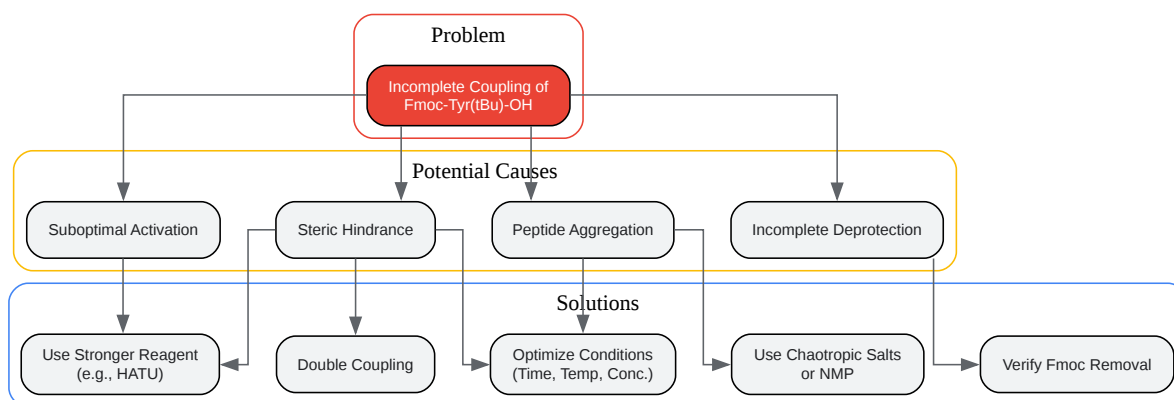 Problem
Incomplete Coupling of
Fmoc-Tyr(tBu)-OH
Potential Causes
Suboptimal Activation
Steric Hindrance
Peptide Aggregation
Incomplete Deprotection
Solutions
Use Stronger Reagent
(e.g., HATU)
Double Coupling
Optimize Conditions
(Time, Temp, Conc.)
Use Chaotropic Salts
or NMP
Verify Fmoc Removal